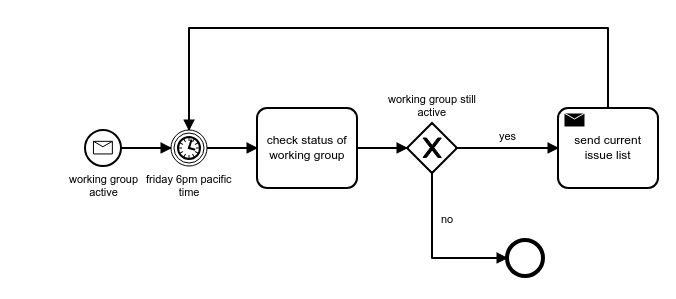 working group
active
friday 6pm pacific
time
check status of
working group
working group still
active
yes
no
send current
issue list